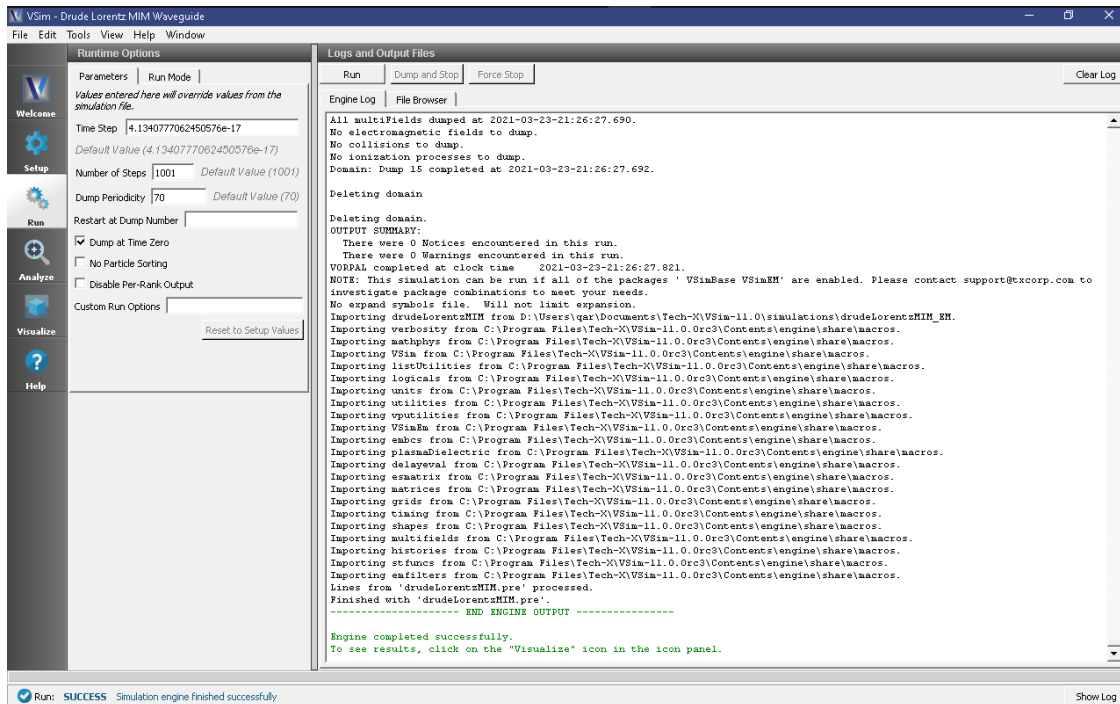 VSim - Drude Lorentz MIM Waveguide
File Edit Tools View Help Window
Welcome
Setup
Run
Analyze
Visualize
Help
Runtime Options
Parameters
Run Mode
Values entered here will override values from the
simulation file.
Time Step 4.1340777062450576e-17
Default Value (4.1340777062450576e-17)
Number of Steps 1001 Default Value (1001)
Dump Periodicity 70 Default Value (70)
Restart at Dump Number
Dump at Time Zero
No Particle Sorting
Disable Per-Rank Output
Custom Run Options
Reset to Setup Values
Logs and Output Files
Run Dump and Stop Force Stop Clear Log
Engine Log File Browser
All multiFields dumped at 2021-03-23-21:26:27.690.
No electromagnetic fields to dump.
No collisions to dump.
No ionization processes to dump.
Domain: Dump 15 completed at 2021-03-23-21:26:27.692.
Deleting domain
Deleting domain.
OUTPUT SUMMARY:
There were 0 Notices encountered in this run.
There were 0 Warnings encountered in this run.
VORPAL completed at clock time 2021-03-23-21:26:27.821.
NOTE: This simulation can be run if all of the packages ' VSimBase VSimEM' are enabled. Please contact support@txcorp.com to
investigate package combinations to meet your needs.
No expand symbols file. Will not limit expansion.
Importing drudeLorentzMIM from D:\Users\qar\Documents\Tech-X\VSim-11.0\simulations\drudeLorentzMIM_EM.
Importing verbosity from C:\Program Files\Tech-X\VSim-11.0.0rc3\Contents\engine\share\macros.
Importing mathphys from C:\Program Files\Tech-X\VSim-11.0.0rc3\Contents\engine\share\macros.
Importing VSim from C:\Program Files\Tech-X\VSim-11.0.0rc3\Contents\engine\share\macros.
Importing listUtilities from C:\Program Files\Tech-X\VSim-11.0.0rc3\Contents\engine\share\macros.
Importing logicals from C:\Program Files\Tech-X\VSim-11.0.0rc3\Contents\engine\share\macros.
Importing units from C:\Program Files\Tech-X\VSim-11.0.0rc3\Contents\engine\share\macros.
Importing utilities from C:\Program Files\Tech-X\VSim-11.0.0rc3\Contents\engine\share\macros.
Importing vputilities from C:\Program Files\Tech-X\VSim-11.0.0rc3\Contents\engine\share\macros.
Importing VSimEm from C:\Program Files\Tech-X\VSim-11.0.0rc3\Contents\engine\share\macros.
Importing embcs from C:\Program Files\Tech-X\VSim-11.0.0rc3\Contents\engine\share\macros.
Importing plasmaDielectric from C:\Program Files\Tech-X\VSim-11.0.0rc3\Contents\engine\share\macros.
Importing delayeval from C:\Program Files\Tech-X\VSim-11.0.0rc3\Contents\engine\share\macros.
Importing esmatrix from C:\Program Files\Tech-X\VSim-11.0.0rc3\Contents\engine\share\macros.
Importing matrices from C:\Program Files\Tech-X\VSim-11.0.0rc3\Contents\engine\share\macros.
Importing grids from C:\Program Files\Tech-X\VSim-11.0.0rc3\Contents\engine\share\macros.
Importing timing from C:\Program Files\Tech-X\VSim-11.0.0rc3\Contents\engine\share\macros.
Importing shapes from C:\Program Files\Tech-X\VSim-11.0.0rc3\Contents\engine\share\macros.
Importing multifields from C:\Program Files\Tech-X\VSim-11.0.0rc3\Contents\engine\share\macros.
Importing histories from C:\Program Files\Tech-X\VSim-11.0.0rc3\Contents\engine\share\macros.
Importing stfuncs from C:\Program Files\Tech-X\VSim-11.0.0rc3\Contents\engine\share\macros.
Importing emfilters from C:\Program Files\Tech-X\VSim-11.0.0rc3\Contents\engine\share\macros.
Lines from 'drudeLorentzMIM.pre' processed.
Finished with 'drudeLorentzMIM.pre'.
--------------------- END ENGINE OUTPUT ----------------
Engine completed successfully.
To see results, click on the "Visualize" icon in the icon panel.
Run: SUCCESS Simulation engine finished successfully
Show Log